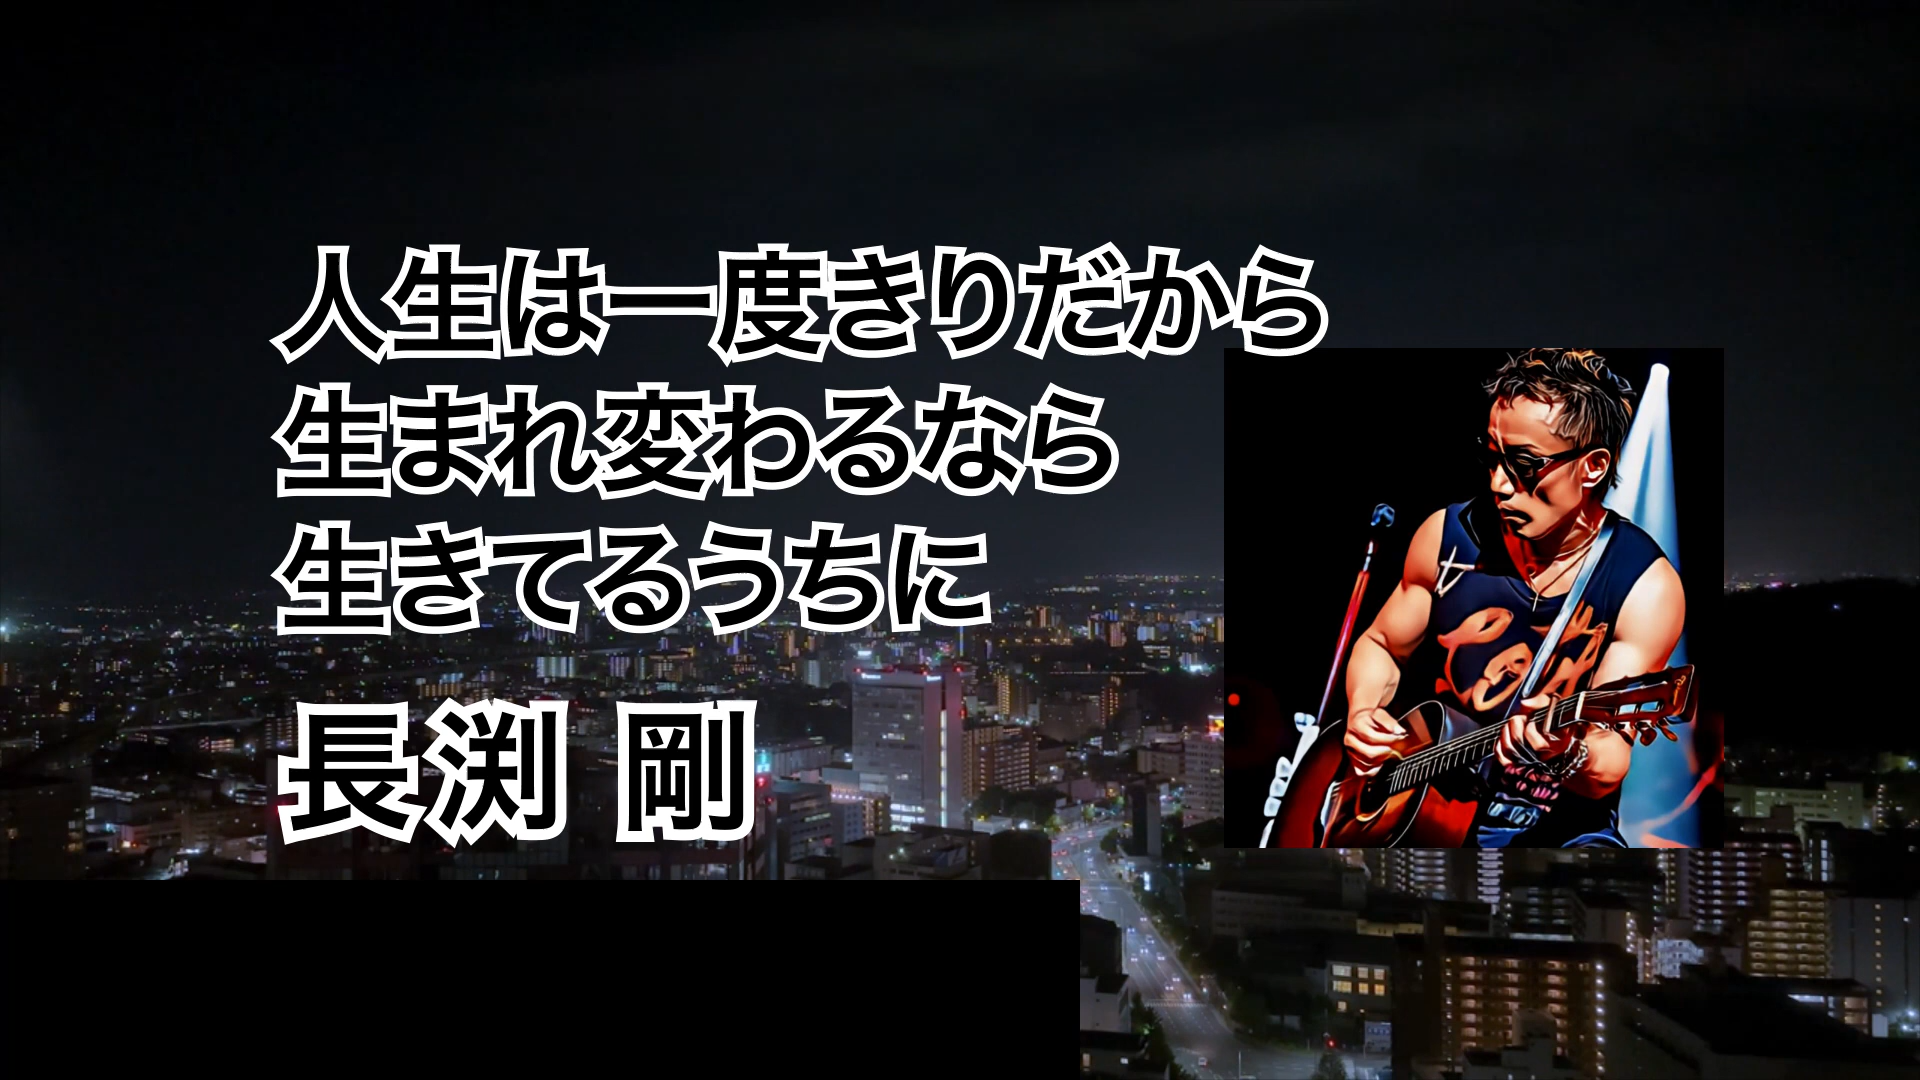 人生は一度きりだから
生まれ変わるなら
生きてるうちに
長渕 剛